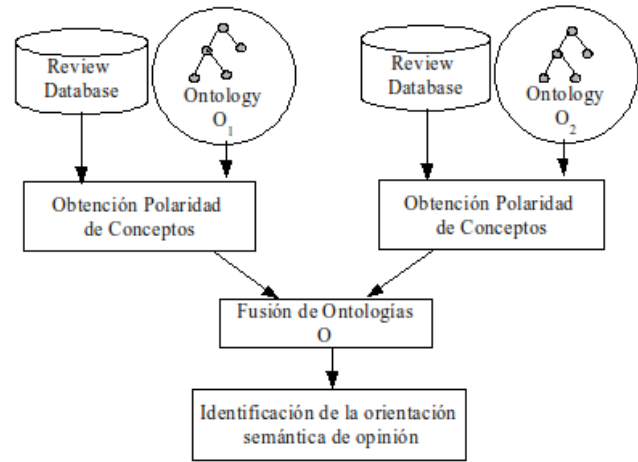 Review
Database
Ontology
O1
Review
Database
Ontology
O2
Obtención Polaridad
de Conceptos
Obtención Polaridad
de Conceptos
Fusión de Ontologías
O
Identificación de la orientación
semántica de opinión